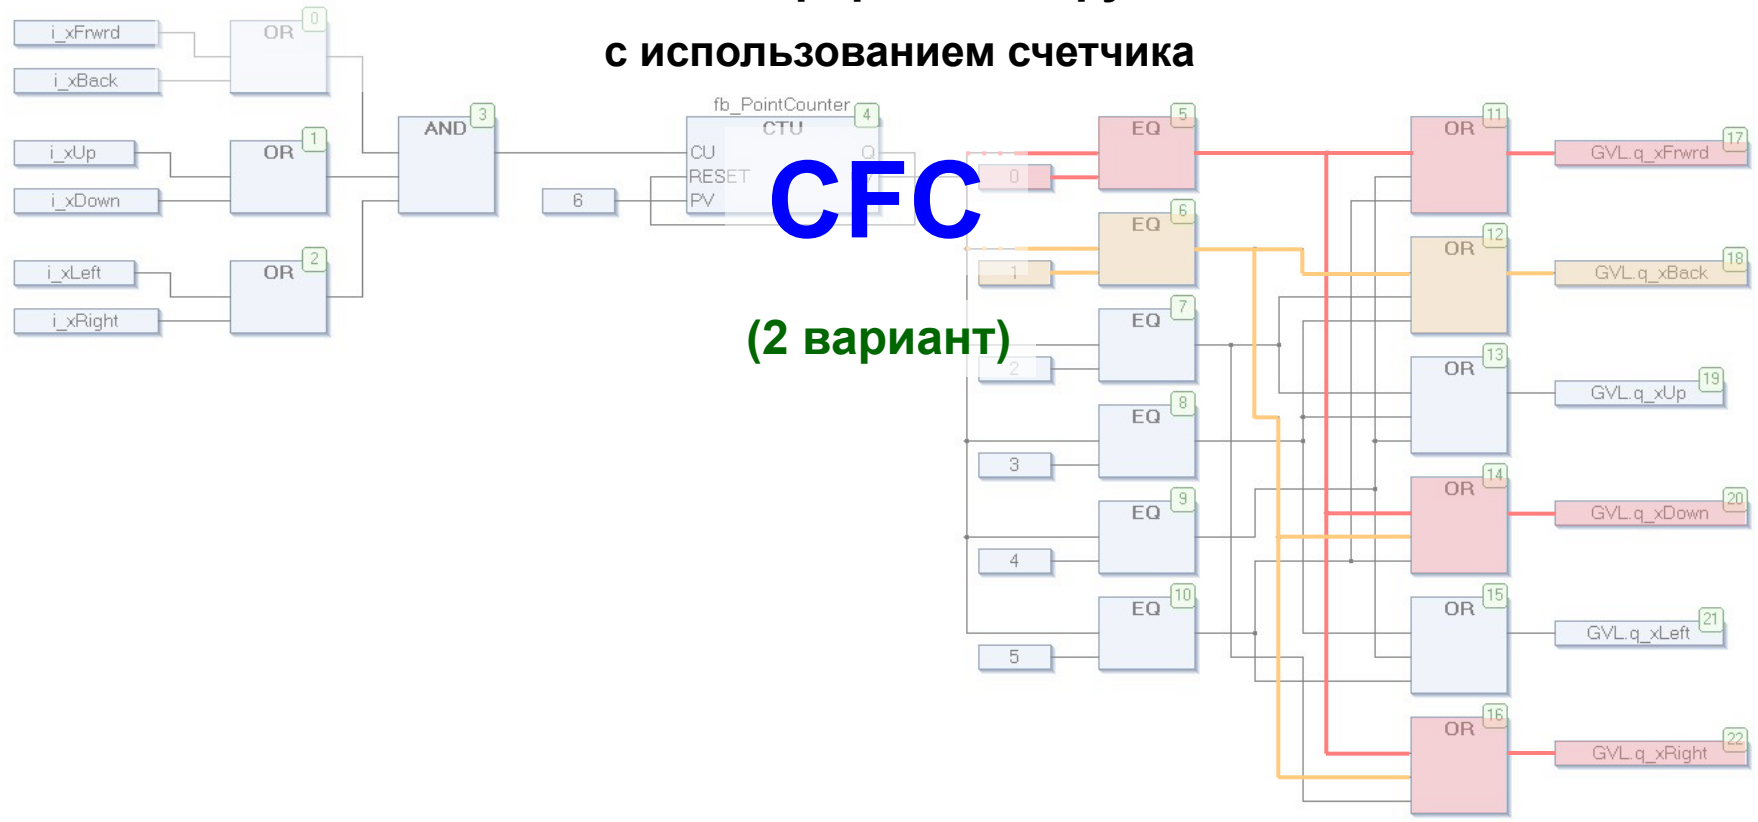 с использованием счетчика
i_xFrwrd
i_xBack
OR 0
i_xUp
i_xDown
OR 1
i_xLeft
i_xRight
OR 2
AND 3
fb_PointCounter
CTU 4
CU Q
RESET
PV
6
CFC
(2 вариант)
EQ 5
0
EQ 6
1
EQ 7
2
EQ 8
3
EQ 9
4
EQ 10
5
OR 11
GVL.q_xFrwrd 17
OR 12
GVL.q_xBack 18
OR 13
GVL.q_xUp 19
OR 14
GVL.q_xDown 20
OR 15
GVL.q_xLeft 21
OR 16
GVL.q_xRight 22